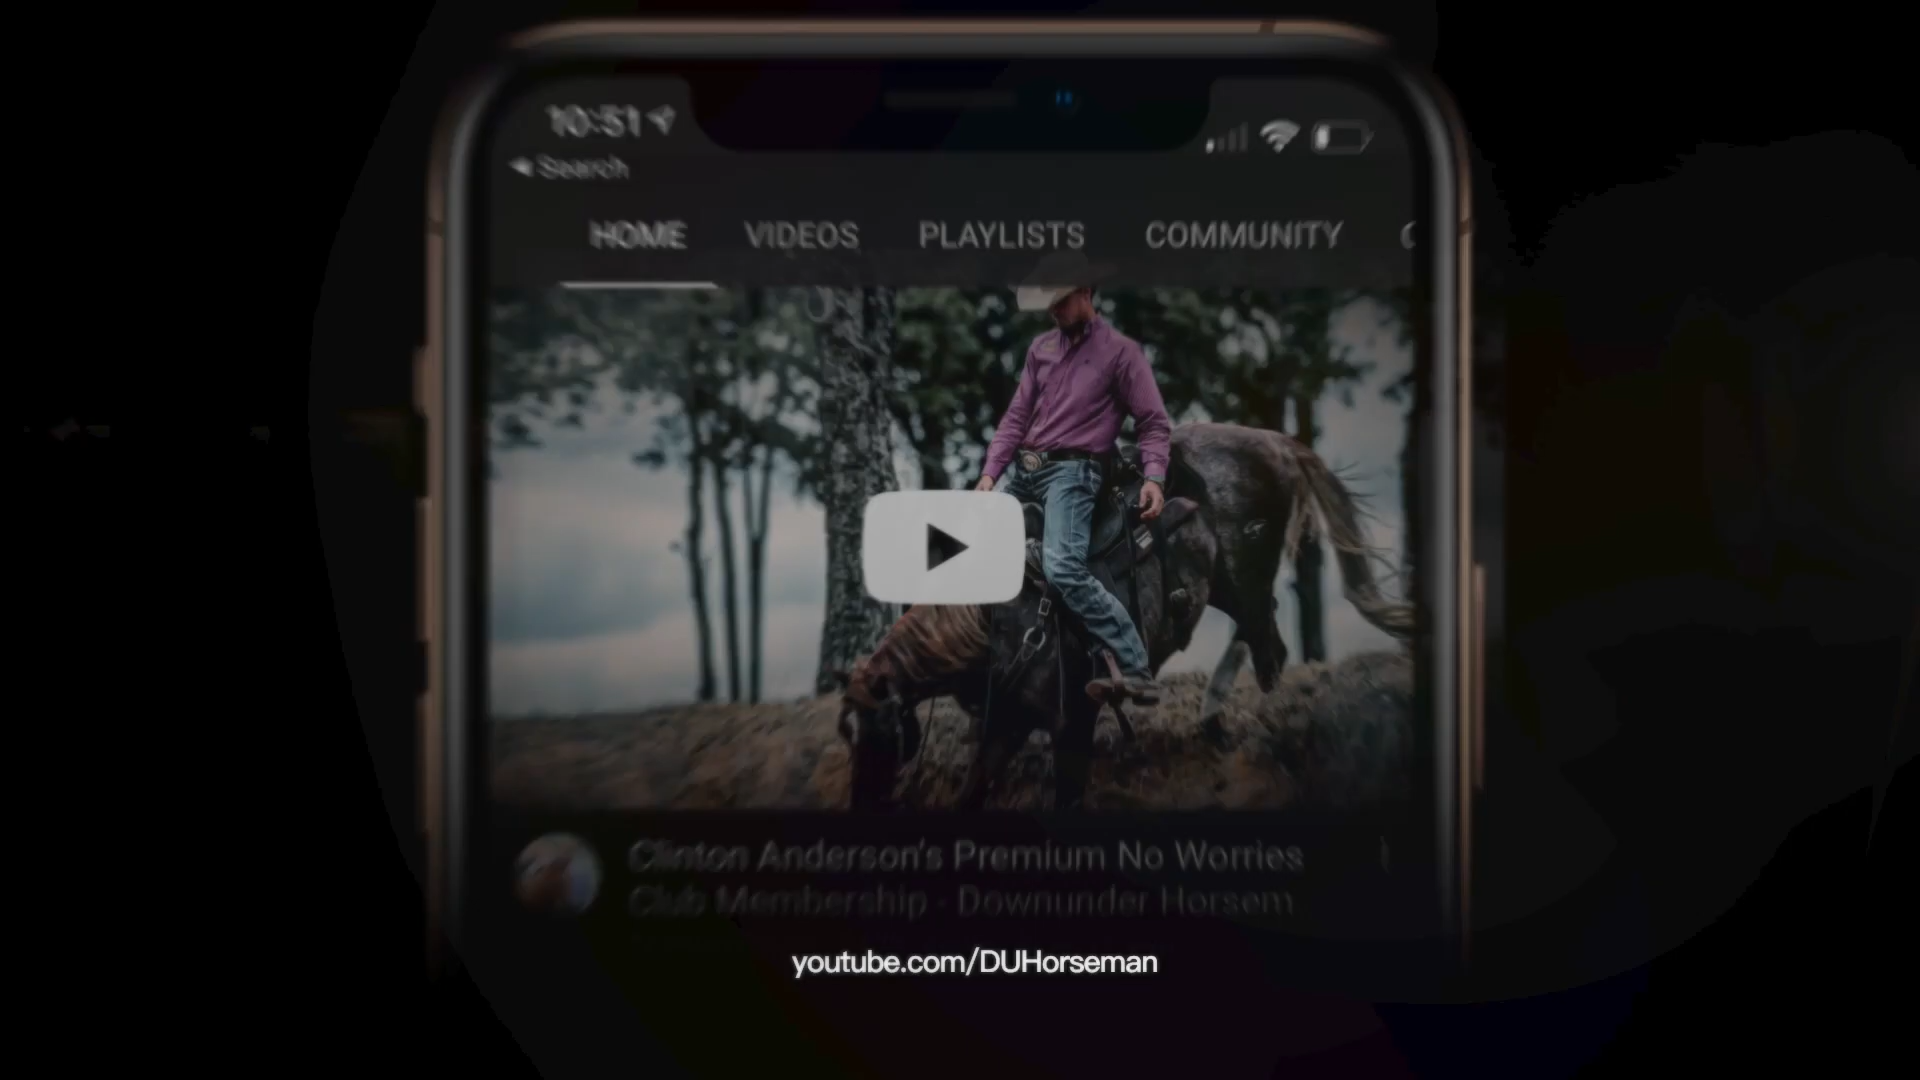 10:51
Search
HOME VIDEOS PLAYLISTS COMMUNITY
Clinton Anderson's Premium No Worries
Club Membership - Downunder Horsem
youtube.com/DUHorseman